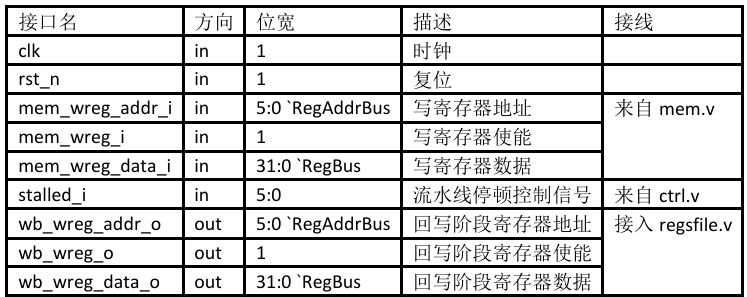 接口名 方向 位宽 描述 接线
clk in 1 时钟
rst_n in 1 复位
mem_wreg_addr_i in 5:0 `RegAddrBus 写寄存器地址 来自 mem.v
mem_wreg_i in 1 写寄存器使能
mem_wreg_data_i in 31:0 `RegBus 写寄存器数据
stalled_i in 5:0 流水线停顿控制信号 来自 ctrl.v
wb_wreg_addr_o out 5:0 `RegAddrBus 回写阶段寄存器地址 接入 regsfile.v
wb_wreg_o out 1 回写阶段寄存器使能
wb_wreg_data_o out 31:0 `RegBus 回写阶段寄存器数据